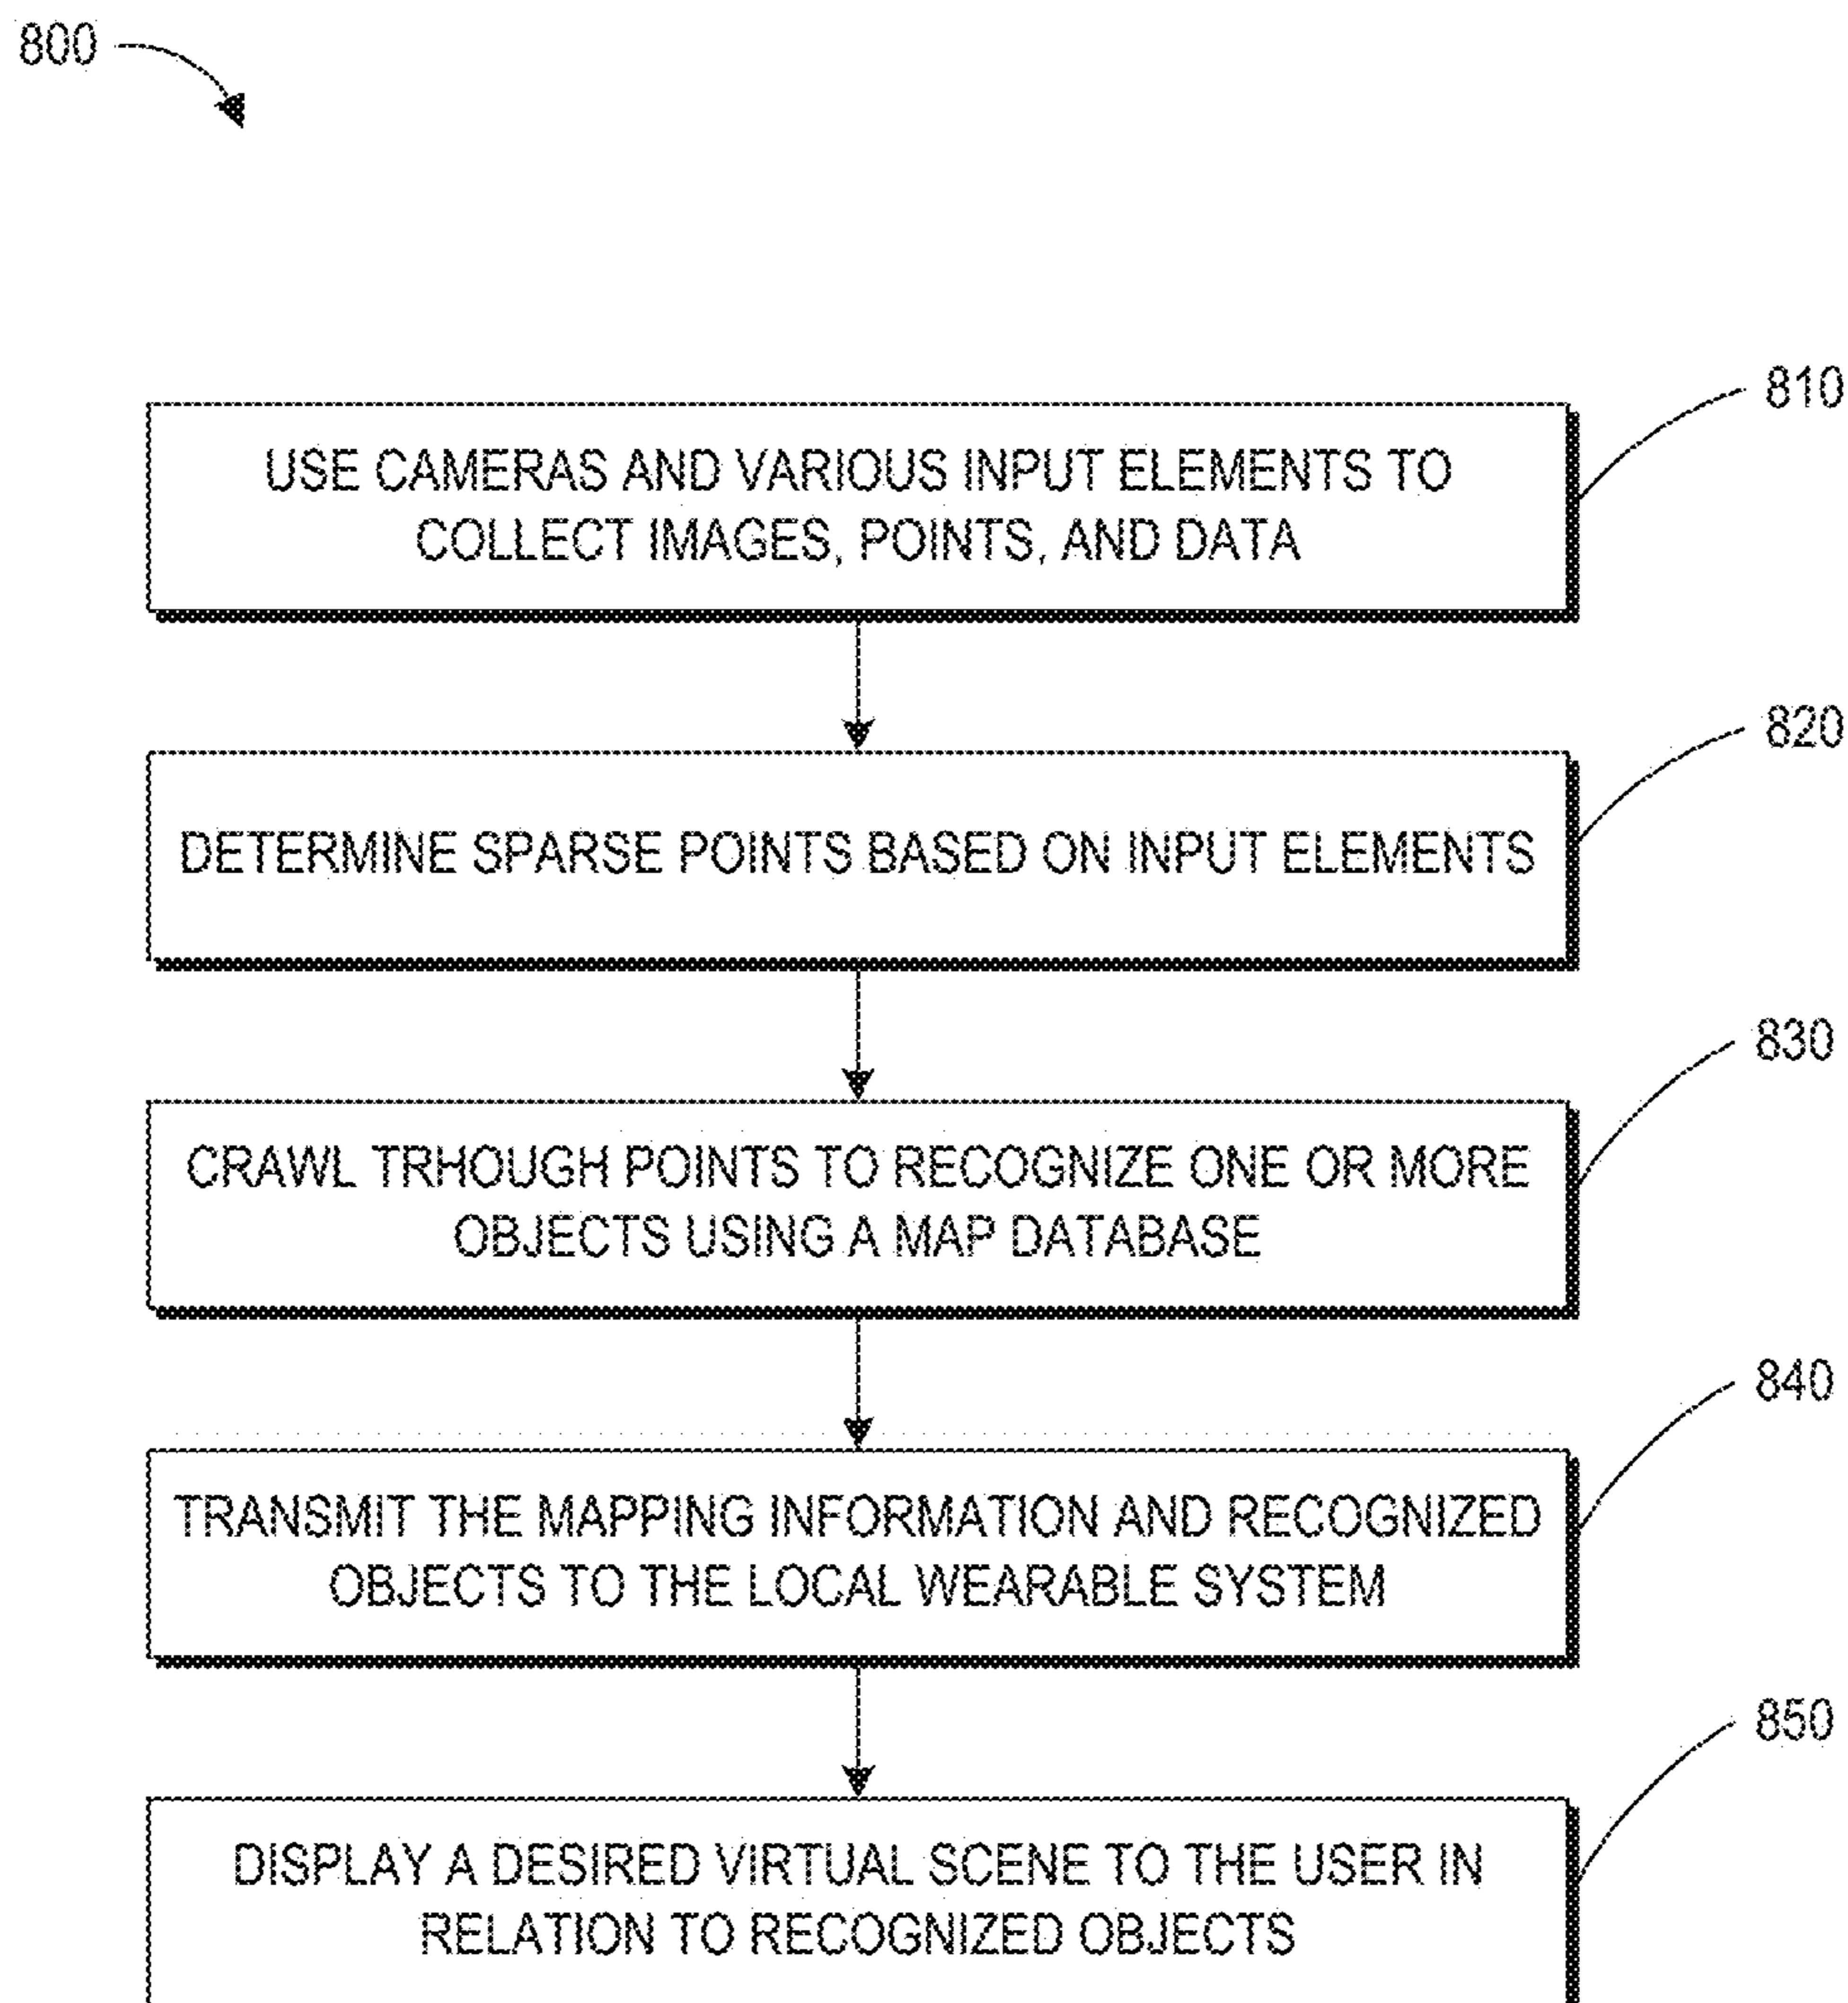 800
810
USE CAMERAS AND VARIOUS INPUT ELEMENTS TO
COLLECT IMAGES, POINTS, AND DATA
820
DETERMINE SPARSE POINTS BASED ON INPUT ELEMENTS
830
CRAWL TRHOUGH POINTS TO RECOGNIZE ONE OR MORE
OBJECTS USING A MAP DATABASE
840
TRANSMIT THE MAPPING INFORMATION AND RECOGNIZED
OBJECTS TO THE LOCAL WEARABLE SYSTEM
850
DISPLAY A DESIRED VIRTUAL SCENE TO THE USER IN
RELATION TO RECOGNIZED OBJECTS